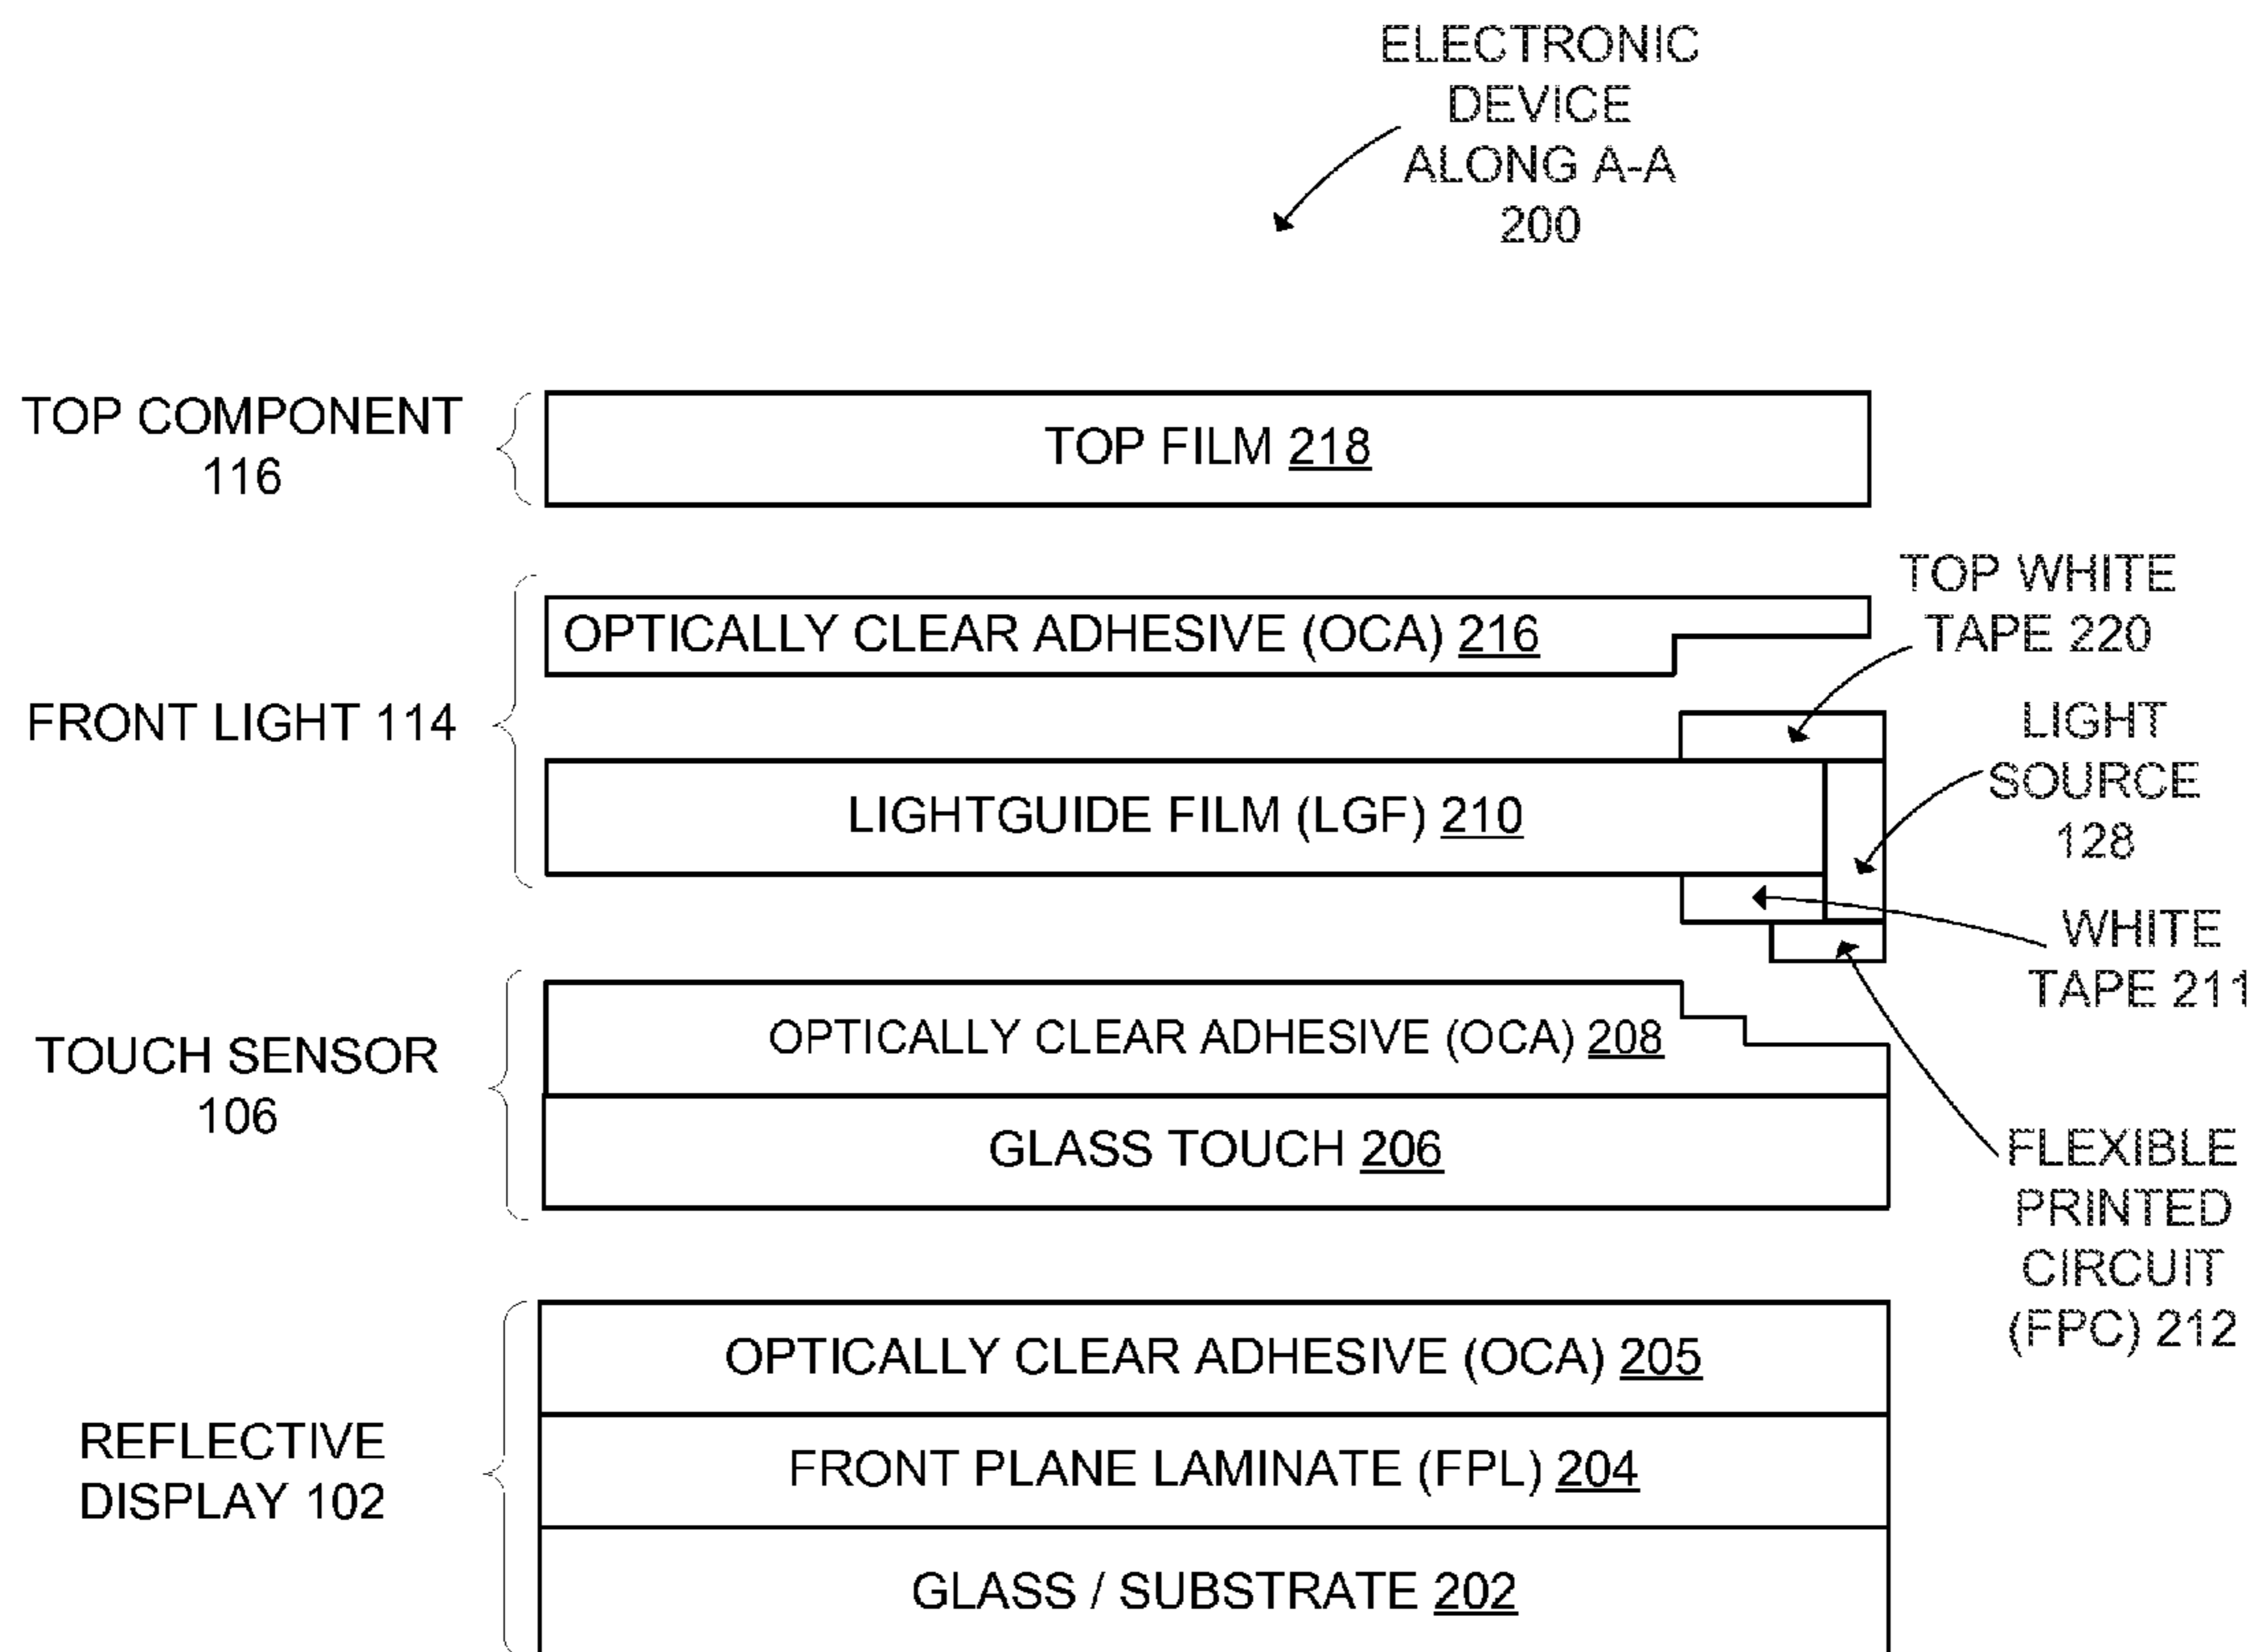 ELECTRONIC
DEVICE
ALONG A-A
200
TOP COMPONENT
116
TOP FILM 218
TOP WHITE
TAPE 220
OPTICALLY CLEAR ADHESIVE (OCA) 216
FRONT LIGHT 114
LIGHT
SOURCE
128
LIGHTGUIDE FILM (LGF) 210
WHITE
TAPE 211
TOUCH SENSOR
106
OPTICALLY CLEAR ADHESIVE (OCA) 208
GLASS TOUCH 206
FLEXIBLE
PRINTED
CIRCUIT
(FPC) 212
OPTICALLY CLEAR ADHESIVE (OCA) 205
REFLECTIVE
DISPLAY 102
FRONT PLANE LAMINATE (FPL) 204
GLASS / SUBSTRATE 202